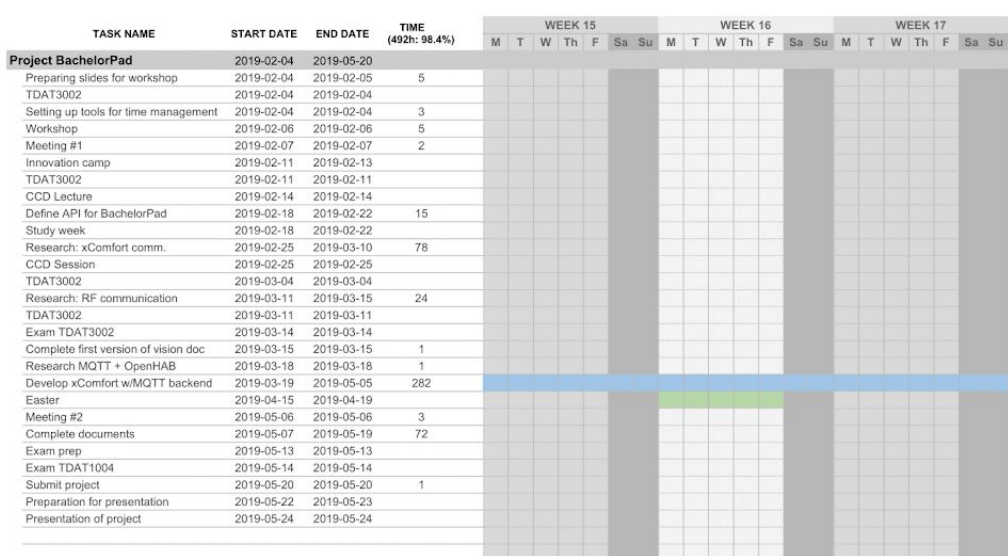 WEEK 15 WEEK 16 WEEK 17
TASK NAME START DATE END DATE TIME (492h: 98.4%) M T W Th F Sa Su M T W Th F Sa Su M T W Th F Sa Su
Project BachelorPad 2019-02-04 2019-05-20
Preparing slides for workshop 2019-02-04 2019-02-05 5
TDAT3002 2019-02-04 2019-02-04
Setting up tools for time management 2019-02-04 2019-02-04 3
Workshop 2019-02-06 2019-02-06 5
Meeting #1 2019-02-07 2019-02-07 2
Innovation camp 2019-02-11 2019-02-13
TDAT3002 2019-02-11 2019-02-11
CCD Lecture 2019-02-14 2019-02-14
Define API for BachelorPad 2019-02-18 2019-02-22 15
Study week 2019-02-18 2019-02-22
Research: xComfort comm. 2019-02-25 2019-03-10 78
CCD Session 2019-02-25 2019-02-25
TDAT3002 2019-03-04 2019-03-04
Research: RF communication 2019-03-11 2019-03-15 24
TDAT3002 2019-03-11 2019-03-11
Exam TDAT3002 2019-03-14 2019-03-14
Complete first version of vision doc 2019-03-15 2019-03-15 1
Research MQTT + OpenHAB 2019-03-18 2019-03-18 1
Develop xComfort w/MQTT backend 2019-03-19 2019-05-05 282
Easter 2019-04-15 2019-04-19
Meeting #2 2019-05-06 2019-05-06 3
Complete documents 2019-05-07 2019-05-19 72
Exam prep 2019-05-13 2019-05-13
Exam TDAT1004 2019-05-14 2019-05-14
Submit project 2019-05-20 2019-05-20 1
Preparation for presentation 2019-05-22 2019-05-23
Presentation of project 2019-05-24 2019-05-24